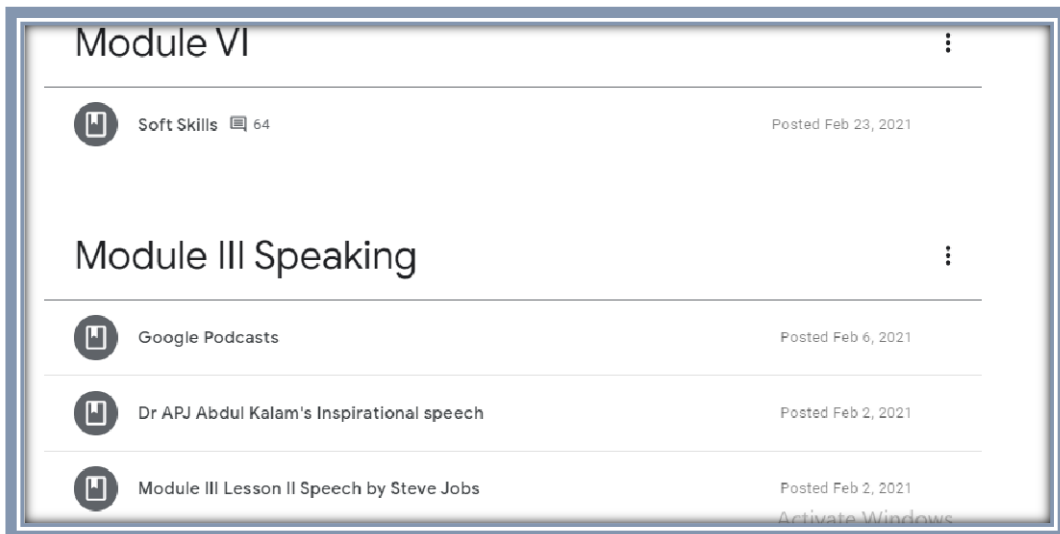 Module VI
Soft Skills 64 Posted Feb 23, 2021
Module III Speaking
Google Podcasts Posted Feb 6, 2021
Dr APJ Abdul Kalam's Inspirational speech Posted Feb 2, 2021
Module III Lesson II Speech by Steve Jobs Posted Feb 2, 2021
Activate Windows